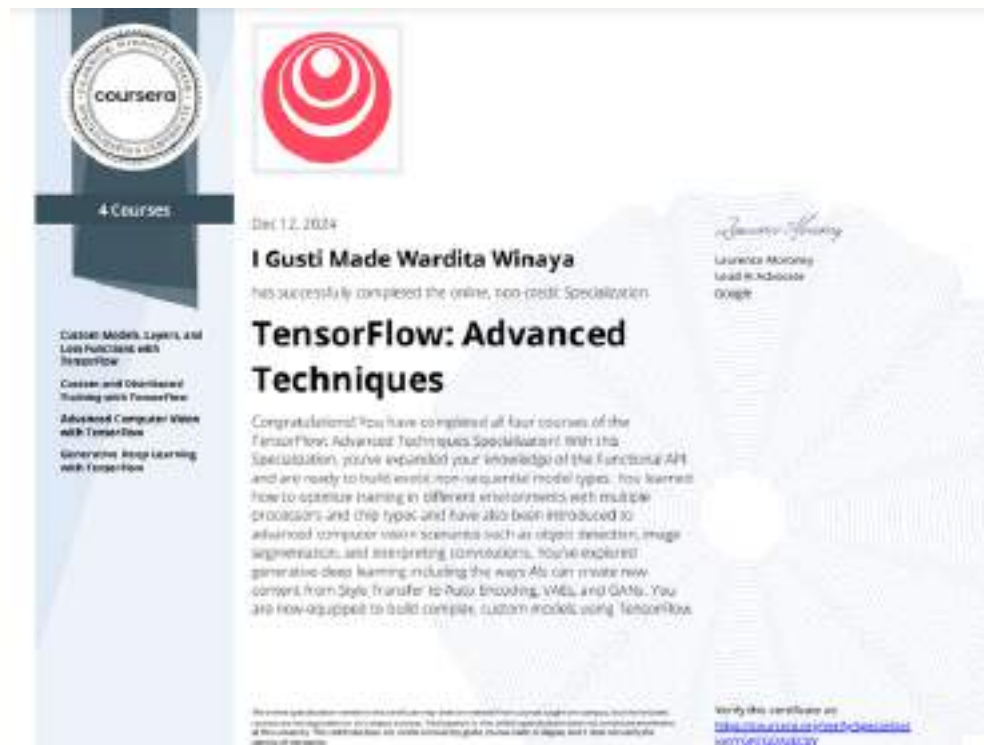 coursera
4 Courses
Custom Models, Layers, and
Loss Functions with
TensorFlow
Custom and Distributed
Training with TensorFlow
Advanced Computer Vision
with TensorFlow
Generative Deep Learning
with TensorFlow
Dec 12, 2024
I Gusti Made Wardita Winaya
has successfully completed the online, non-credit Specialization
TensorFlow: Advanced
Techniques
Congratulations! You have completed all four courses of the
TensorFlow: Advanced Techniques Specialization! With this
Specialization, you've expanded your knowledge of the Functional API
and are ready to build exotic non-sequential model types. You learned
how to optimize training in different environments with multiple
processors and chip types and have also been introduced to
advanced computer vision scenarios such as object detection, image
segmentation, and interpreting convolutions. You've explored
generative deep learning including the ways AIs can create new
content from Style Transfer to Auto Encoding, VAEs, and GANs. You
are now equipped to build complex, custom models using TensorFlow.
Laurence Moroney
Lead AI Advocate
Google
Verify this certificate at: